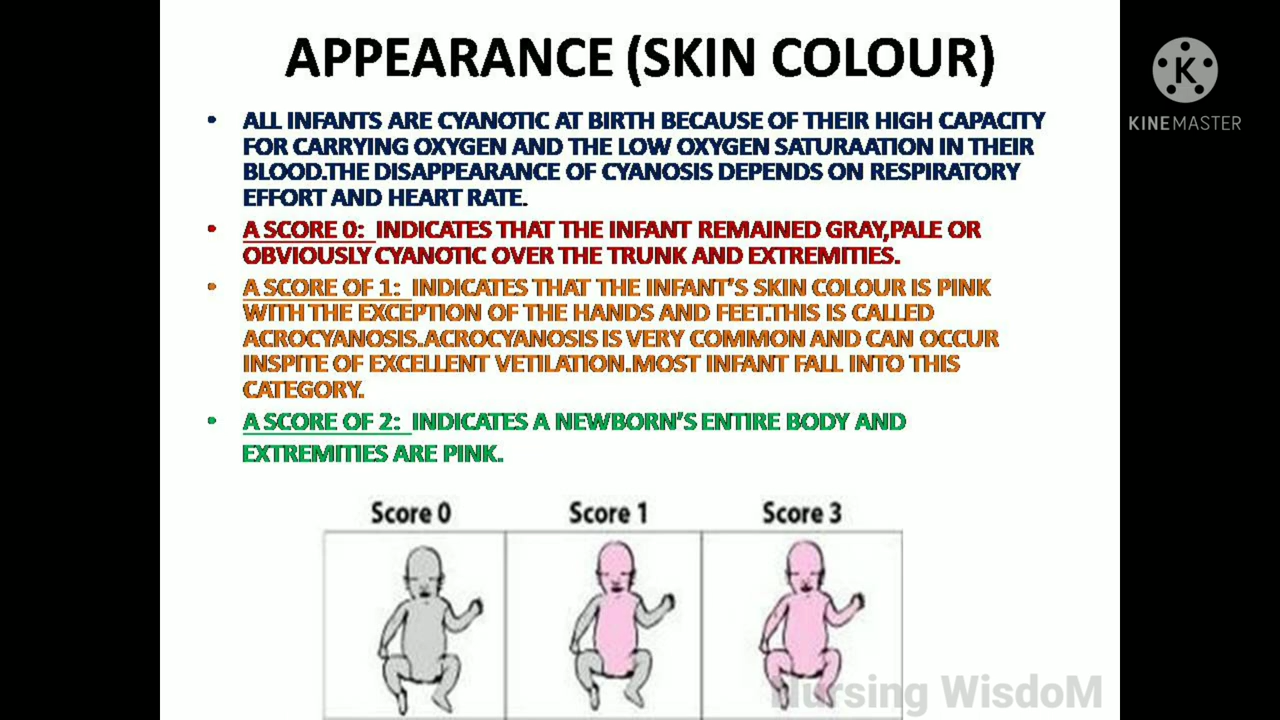 APPEARANCE (SKIN COLOUR)
K
KINEMASTER
• ALL INFANTS ARE CYANOTIC AT BIRTH BECAUSE OF THEIR HIGH CAPACITY
FOR CARRYING OXYGEN AND THE LOW OXYGEN SATURAATION IN THEIR
BLOOD.THE DISAPPEARANCE OF CYANOSIS DEPENDS ON RESPIRATORY
EFFORT AND HEART RATE.
• A SCORE 0: INDICATES THAT THE INFANT REMAINED GRAY,PALE OR
OBVIOUSLY CYANOTIC OVER THE TRUNK AND EXTREMITIES.
• A SCORE OF 1: INDICATES THAT THE INFANT'S SKIN COLOUR IS PINK
WITH THE EXCEPTION OF THE HANDS AND FEET.THIS IS CALLED
ACROCYANOSIS.ACROCYANOSIS IS VERY COMMON AND CAN OCCUR
INSPITE OF EXCELLENT VETILATION.MOST INFANT FALL INTO THIS
CATEGORY.
• A SCORE OF 2: INDICATES A NEWBORN'S ENTIRE BODY AND
EXTREMITIES ARE PINK.
Score 0 Score 1 Score 3
Nursing WisdoM